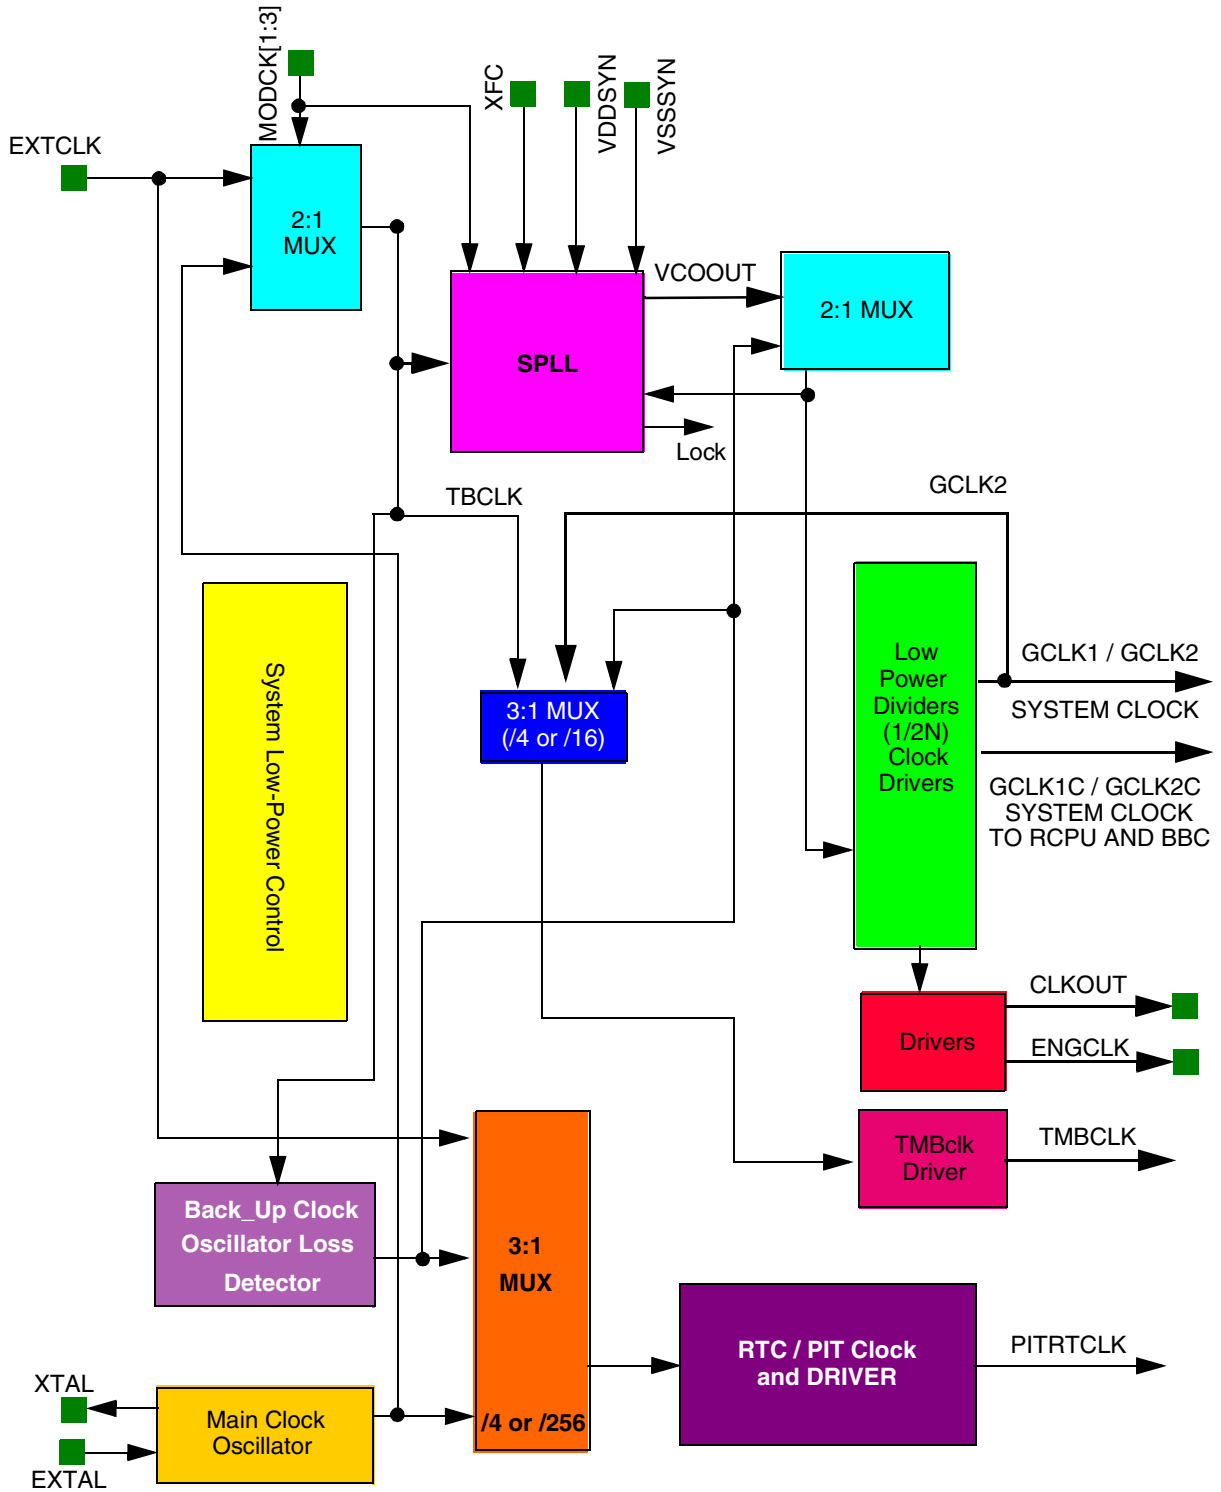 MODCK[1:3]
XFC
VDDSYN
VSSSYN
EXTCLK
2:1
MUX
VCOOUT
2:1 MUX
SPLL
Lock
TBCLK
GCLK2
System Low-Power Control
Low
Power
Dividers
(1/2N)
Clock
Drivers
GCLK1 / GCLK2
SYSTEM CLOCK
3:1 MUX
(/4 or /16)
GCLK1C / GCLK2C
SYSTEM CLOCK
TO RCPU AND BBC
CLKOUT
Drivers
ENGCLK
TMBclk
Driver
TMBCLK
Back_Up Clock
Oscillator Loss
Detector
3:1
MUX
/4 or /256
RTC / PIT Clock
and DRIVER
PITRTCLK
XTAL
Main Clock
Oscillator
EXTAL